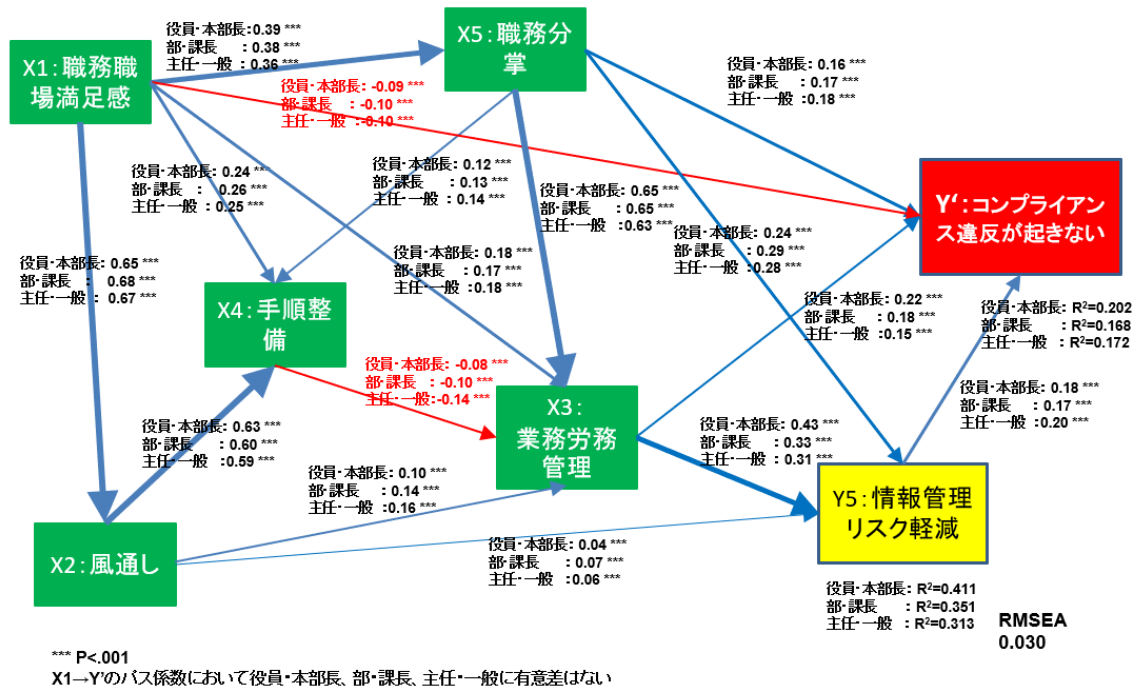 役員・本部長:0.39 ***
部・課長 : 0.38 ***
主任・一般 : 0.36 ***
X1:職務職
場満足感
X5:職務分
掌
役員・本部長: 0.16 ***
部・課長 : 0.17 ***
主任・一般 : 0.18 ***
役員・本部長: -0.09 ***
部・課長 : -0.10 ***
主任・一般 : -0.10 ***
役員・本部長: 0.24 ***
部・課長 : 0.26 ***
主任・一般 : 0.25 ***
役員・本部長: 0.12 ***
部・課長 : 0.13 ***
主任・一般 : 0.14 ***
役員・本部長: 0.65 ***
部・課長 : 0.65 ***
主任・一般 : 0.63 ***
Y‘:コンプライアン
ス違反が起きない
役員・本部長: 0.24 ***
部・課長 : 0.29 ***
主任・一般 : 0.28 ***
役員・本部長: 0.18 ***
部・課長 : 0.17 ***
主任・一般 : 0.18 ***
役員・本部長: 0.65 ***
部・課長 : 0.68 ***
主任・一般 : 0.67 ***
X4:手順整
備
役員・本部長: 0.22 ***
部・課長 : 0.18 ***
主任・一般 :0.15 ***
役員・本部長: R²=0.202
部・課長 : R²=0.168
主任・一般 : R²=0.172
役員・本部長: -0.08 ***
部・課長 : -0.10 ***
主任・一般 :-0.14 ***
X3:
業務労務
管理
役員・本部長: 0.18 ***
部・課長 : 0.17 ***
主任・一般 : 0.20 ***
役員・本部長: 0.63 ***
部・課長 : 0.60 ***
主任・一般 :0.59 ***
役員・本部長: 0.43 ***
部・課長 : 0.33 ***
主任・一般 : 0.31 ***
役員・本部長: 0.10 ***
部・課長 : 0.14 ***
主任・一般 : 0.16 ***
Y5:情報管理
リスク軽減
X2:風通し
役員・本部長: 0.04 ***
部・課長 : 0.07 ***
主任・一般 :0.06 ***
役員・本部長: R²=0.411
部・課長 : R²=0.351
主任・一般 : R²=0.313
RMSEA
0.030
*** P<.001
X1→Y'のパス係数において役員・本部長、部・課長、主任・一般に有意差はない